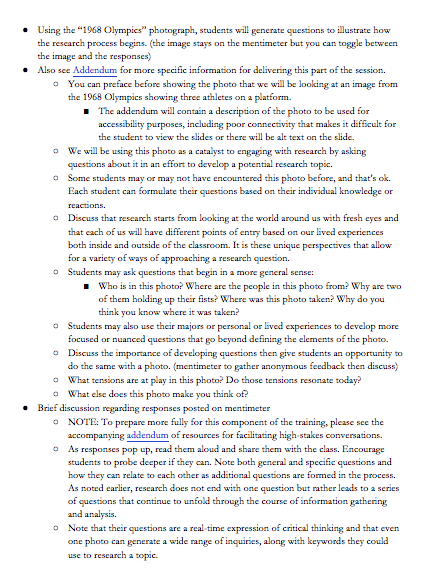 ● Using the “1968 Olympics” photograph, students will generate questions to illustrate how
the research process begins. (the image stays on the mentimeter but you can toggle between
the image and the responses)
● Also see Addendum for more specific information for delivering this part of the session.
○ You can preface before showing the photo that we will be looking at an image from
the 1968 Olympics showing three athletes on a platform.
■ The addendum will contain a description of the photo to be used for
accessibility purposes, including poor connectivity that makes it difficult for
the student to view the slides or there will be alt text on the slide.
○ We will be using this photo as a catalyst to engaging with research by asking
questions about it in an effort to develop a potential research topic.
○ Some students may or may not have encountered this photo before, and that's ok.
Each student can formulate their questions based on their individual knowledge or
reactions.
○ Discuss that research starts from looking at the world around us with fresh eyes and
that each of us will have different points of entry based on our lived experiences
both inside and outside of the classroom. It is these unique perspectives that allow
for a variety of ways of approaching a research question.
○ Students may ask questions that begin in a more general sense:
■ Who is in this photo? Where are the people in this photo from? Why are two
of them holding up their fists? Where was this photo taken? Why do you
think you know where it was taken?
○ Students may also use their majors or personal or lived experiences to develop more
focused or nuanced questions that go beyond defining the elements of the photo.
○ Discuss the importance of developing questions then give students an opportunity to
do the same with a photo. (mentimeter to gather anonymous feedback then discuss)
○ What tensions are at play in this photo? Do those tensions resonate today?
○ What else does this photo make you think of?
● Brief discussion regarding responses posted on mentimeter
○ NOTE: To prepare more fully for this component of the training, please see the
accompanying addendum of resources for facilitating high-stakes conversations.
○ As responses pop up, read them aloud and share them with the class. Encourage
students to probe deeper if they can. Note both general and specific questions and
how they can relate to each other as additional questions are formed in the process.
As noted earlier, research does not end with one question but rather leads to a series
of questions that continue to unfold through the course of information gathering
and analysis.
○ Note that their questions are a real-time expression of critical thinking and that even
one photo can generate a wide range of inquiries, along with keywords they could
use to research a topic.